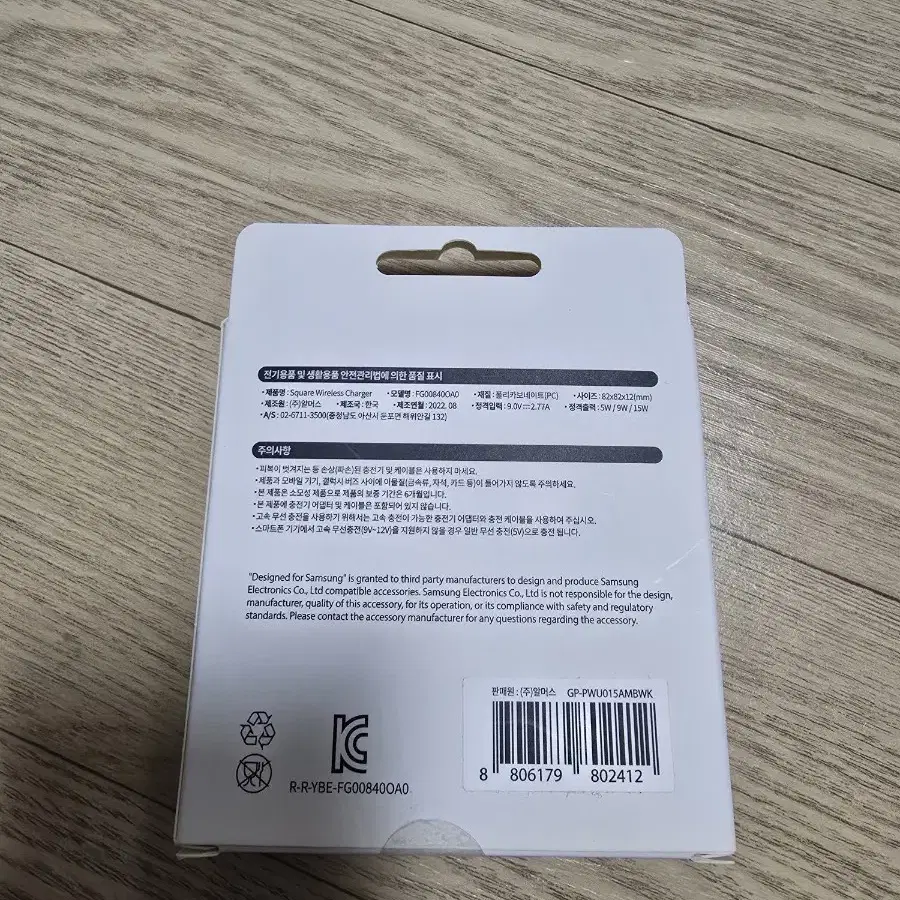 전기용품 및 생활용품 안전관리법에 의한 품질 표시
•제품명 : Square Wireless Charger •모델명 : FG00840OA0 •재질 : 폴리카보네이트(PC) •사이즈 : 82x82x12(mm)
•제조원 : (주)알머스 •제조국 : 한국 •제조연월 : 2022. 08 •정격입력 : 9.0V⎓2.77A •정격출력 : 5W / 9W / 15W
•A/S : 02-6711-3500(충청남도 아산시 둔포면 해위안길 132)
주의사항
•피복이 벗겨지는 등 손상(파손)된 충전기 및 케이블은 사용하지 마세요.
•제품과 모바일 기기, 갤럭시 버즈 사이에 이물질(금속류, 자석, 카드 등)이 들어가지 않도록 주의하세요.
•본 제품은 소모성 제품으로 제품의 보증 기간은 6개월입니다.
•본 제품에 충전기 어댑터 및 케이블은 포함되어 있지 않습니다.
•고속 무선 충전을 사용하기 위해서는 고속 충전이 가능한 충전기 어댑터와 충전 케이블을 사용하여 주십시오.
•스마트폰 기기에서 고속 무선충전(9V~12V)을 지원하지 않을 경우 일반 무선 충전(5V)으로 충전 됩니다.
"Designed for Samsung" is granted to third party manufacturers to design and produce Samsung
Electronics Co., Ltd compatible accessories. Samsung Electronics Co., Ltd is not responsible for the design,
manufacturer, quality of this accessory, for its operation, or its compliance with safety and regulatory
standards. Please contact the accessory manufacturer for any questions regarding the accessory.
판매원 : (주)알머스 GP-PWU015AMBWK
8 806179 802412
R-R-YBE-FG00840OA0